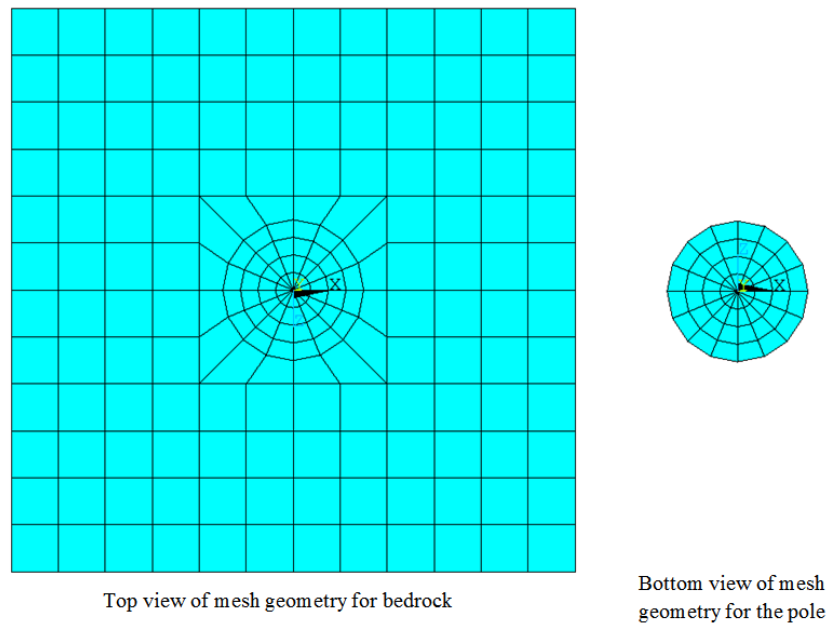 X
Z
X
Z
Top view of mesh geometry for bedrock
Bottom view of mesh
geometry for the pole